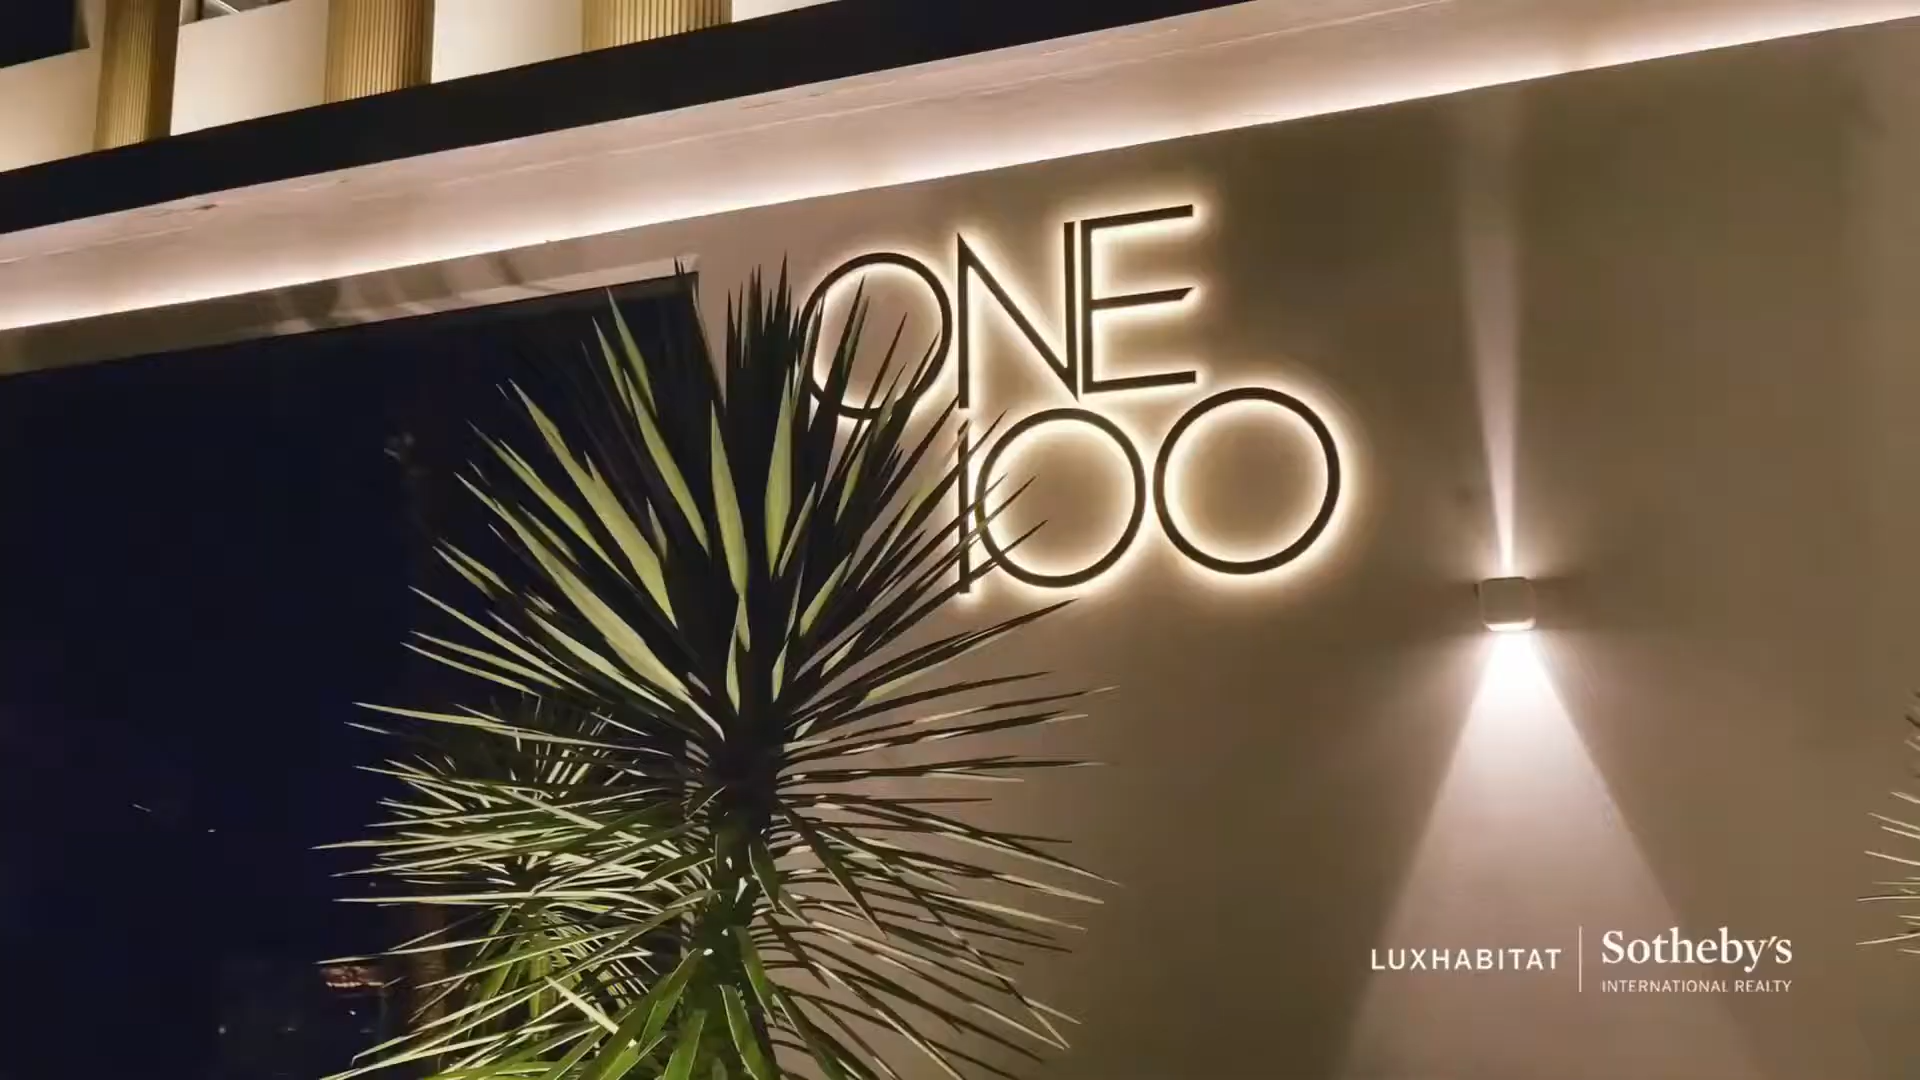 ONE
100
LUXHABITAT
Sotheby's
INTERNATIONAL REALTY